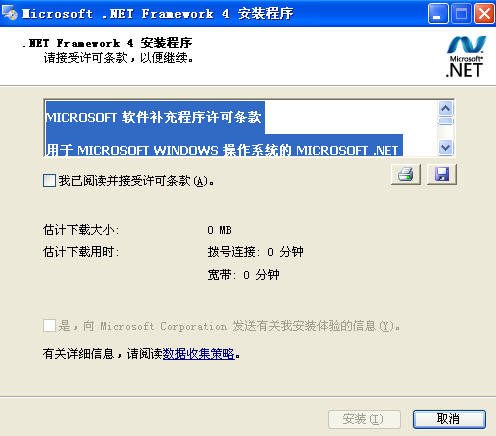 Microsoft .NET Framework 4 安装程序
.NET Framework 4 安装程序
请接受许可条款，以便继续。
Microsoft
.NET
MICROSOFT 软件补充程序许可条款
用于 MICROSOFT WINDOWS 操作系统的 MICROSOFT .NET
我已阅读并接受许可条款(A)。
估计下载大小: 0 MB
估计下载用时: 拨号连接: 0 分钟
宽带: 0 分钟
是，向 Microsoft Corporation 发送有关我安装体验的信息(Y)。
有关详细信息，请阅读数据收集策略。
安装(I) 取消